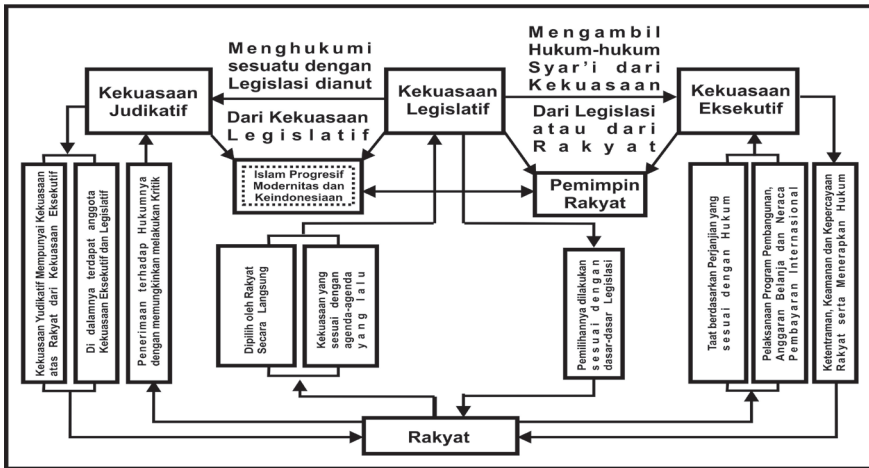 Menghukumi
sesuatu dengan
Legislasi dianut
Mengambil
Hukum-hukum
Syar'i dari
Kekuasaan
Kekuasaan
Judikatif
Kekuasaan
Legislatif
Kekuasaan
Eksekutif
Dari Kekuasaan
Legislatif
Dari Legislasi
atau dari
Rakyat
Islam Progresif
Modernitas dan
Keindonesiaan
Pemimpin
Rakyat
Kekuasaan Yudikatif Mempunyai Kekuasaan
atas Rakyat dari Kekuasaan Eksekutif
Di dalamnya terdapat anggota
Kekuasaan Eksekutif dan Legislatif
Penerimaan terhadap Hukumnya
dengan memungkinkan melakukan Kritik
Dipilih oleh Rakyat
Secara Langsung
Kekuasaan yang
sesuai dengan
agenda-agenda
yang lalu
Pemilihannya dilakukan
sesuai dengan
dasar-dasar Legislasi
Taat berdasarkan Perjanjian yang
sesuai dengan Hukum
Pelaksanaan Program Pembangunan,
Anggaran Belanja dan Neraca
Pembayaran Internasional
Ketentraman, Keamanan dan Kepercayaan
Rakyat serta Menerapkan Hukum
Rakyat